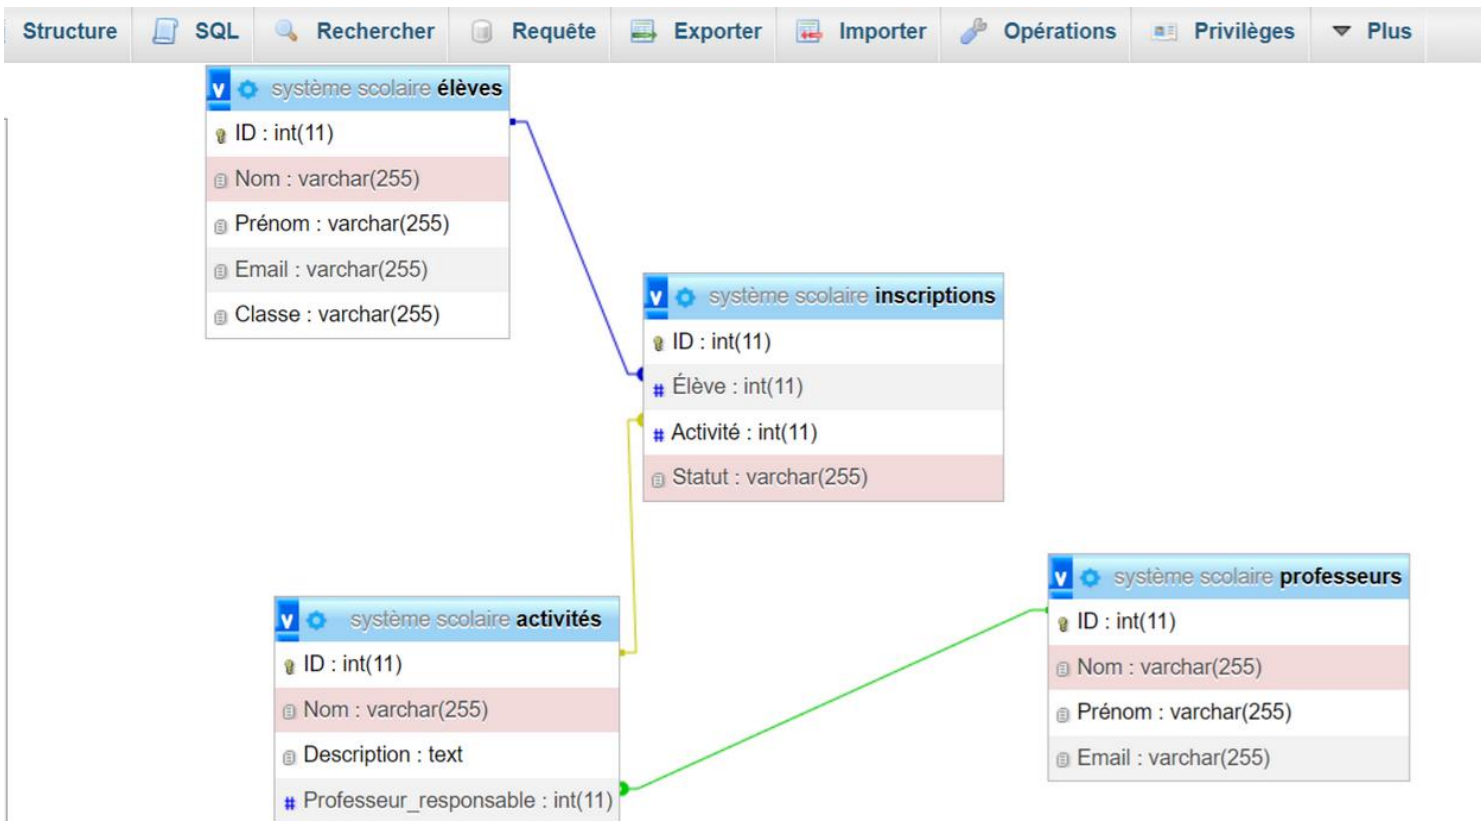 Structure SQL Rechercher Requête Exporter Importer Opérations Privilèges Plus
système scolaire élèves
ID : int(11)
Nom : varchar(255)
Prénom : varchar(255)
Email : varchar(255)
Classe : varchar(255)
système scolaire inscriptions
ID : int(11)
# Élève : int(11)
# Activité : int(11)
Statut : varchar(255)
système scolaire activités
ID : int(11)
Nom : varchar(255)
Description : text
# Professeur_responsable : int(11)
système scolaire professeurs
ID : int(11)
Nom : varchar(255)
Prénom : varchar(255)
Email : varchar(255)